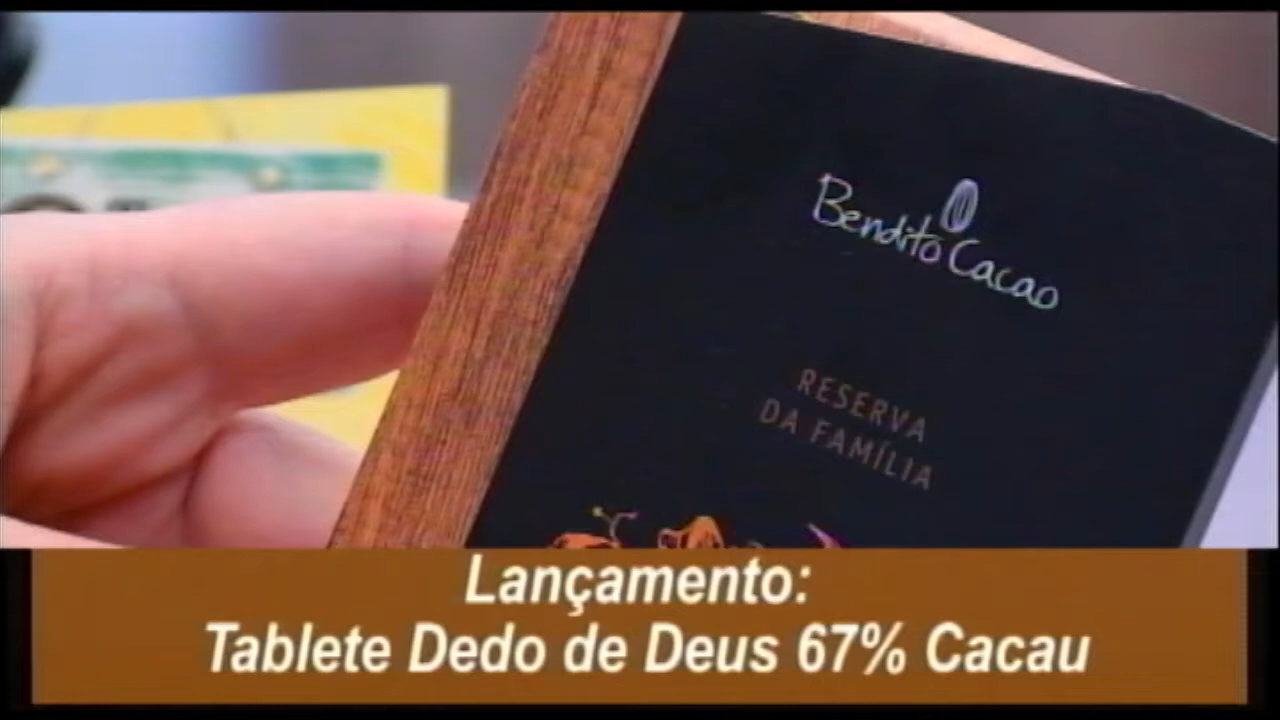 Bendito Cacao
RESERVA
DA FAMÍLIA
Lançamento:
Tablete Dedo de Deus 67% Cacau